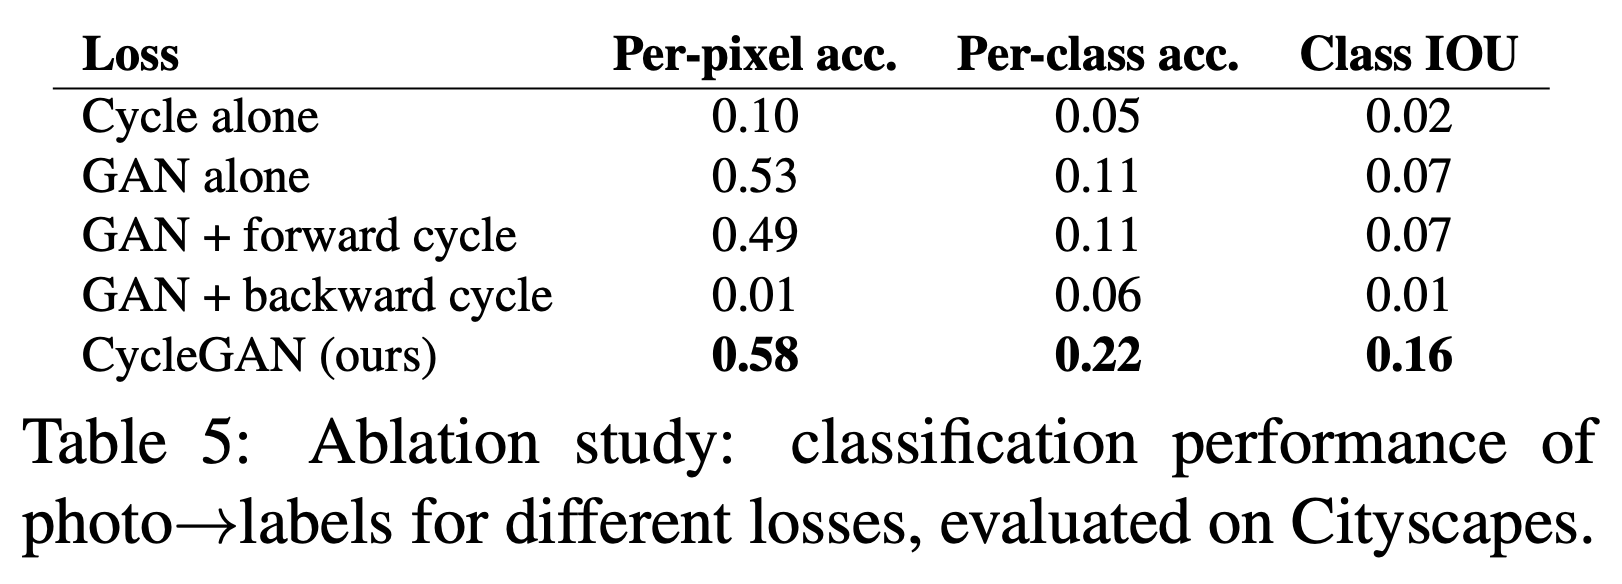 Loss Per-pixel acc. Per-class acc. Class IOU
Cycle alone 0.10 0.05 0.02
GAN alone 0.53 0.11 0.07
GAN + forward cycle 0.49 0.11 0.07
GAN + backward cycle 0.01 0.06 0.01
CycleGAN (ours) 0.58 0.22 0.16
Table 5: Ablation study: classification performance of
photo→labels for different losses, evaluated on Cityscapes.